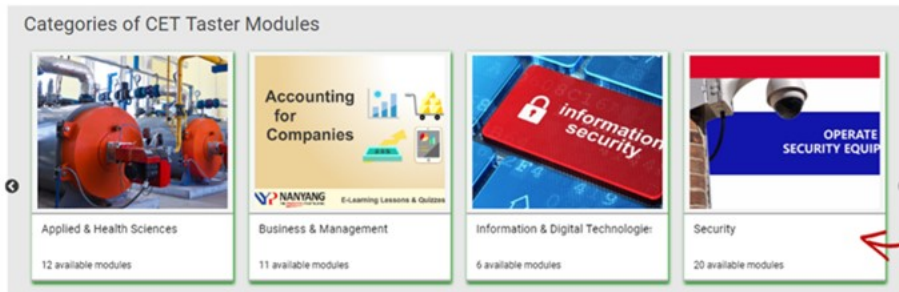 Categories of CET Taster Modules
Accounting
for
Companies
NANYANG
E-Learning Lessons & Quizzes
information
security
OPERATE
SECURITY EQUIP
Applied & Health Sciences
Business & Management
Information & Digital Technologie
Security
12 available modules
11 available modules
6 available modules
20 available modules